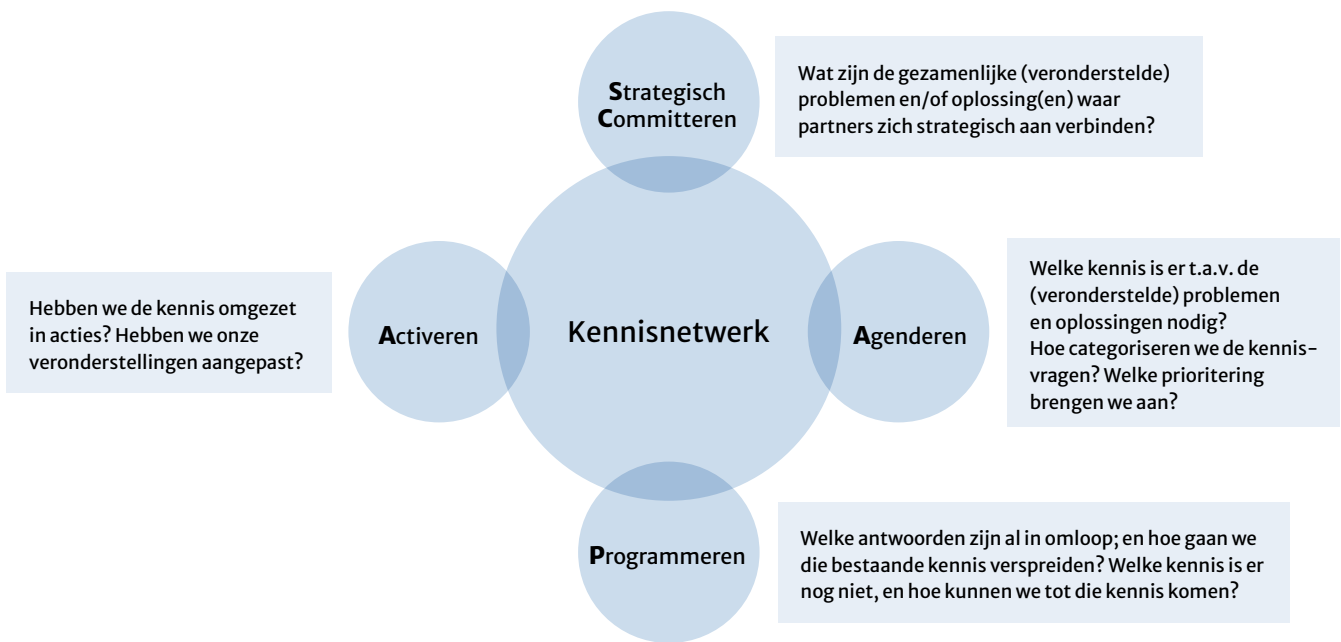 Strategisch
Committeren
Wat zijn de gezamenlijke (veronderstelde)
problemen en/of oplossing(en) waar
partners zich strategisch aan verbinden?
Hebben we de kennis omgezet
in acties? Hebben we onze
veronderstellingen aangepast?
Activeren
Kennisnetwerk
Agenderen
Welke kennis is er t.a.v. de
(veronderstelde) problemen
en oplossingen nodig?
Hoe categoriseren we de kennis-
vragen? Welke prioritering
brengen we aan?
Programmeren
Welke antwoorden zijn al in omloop; en hoe gaan we
die bestaande kennis verspreiden? Welke kennis is er
nog niet, en hoe kunnen we tot die kennis komen?